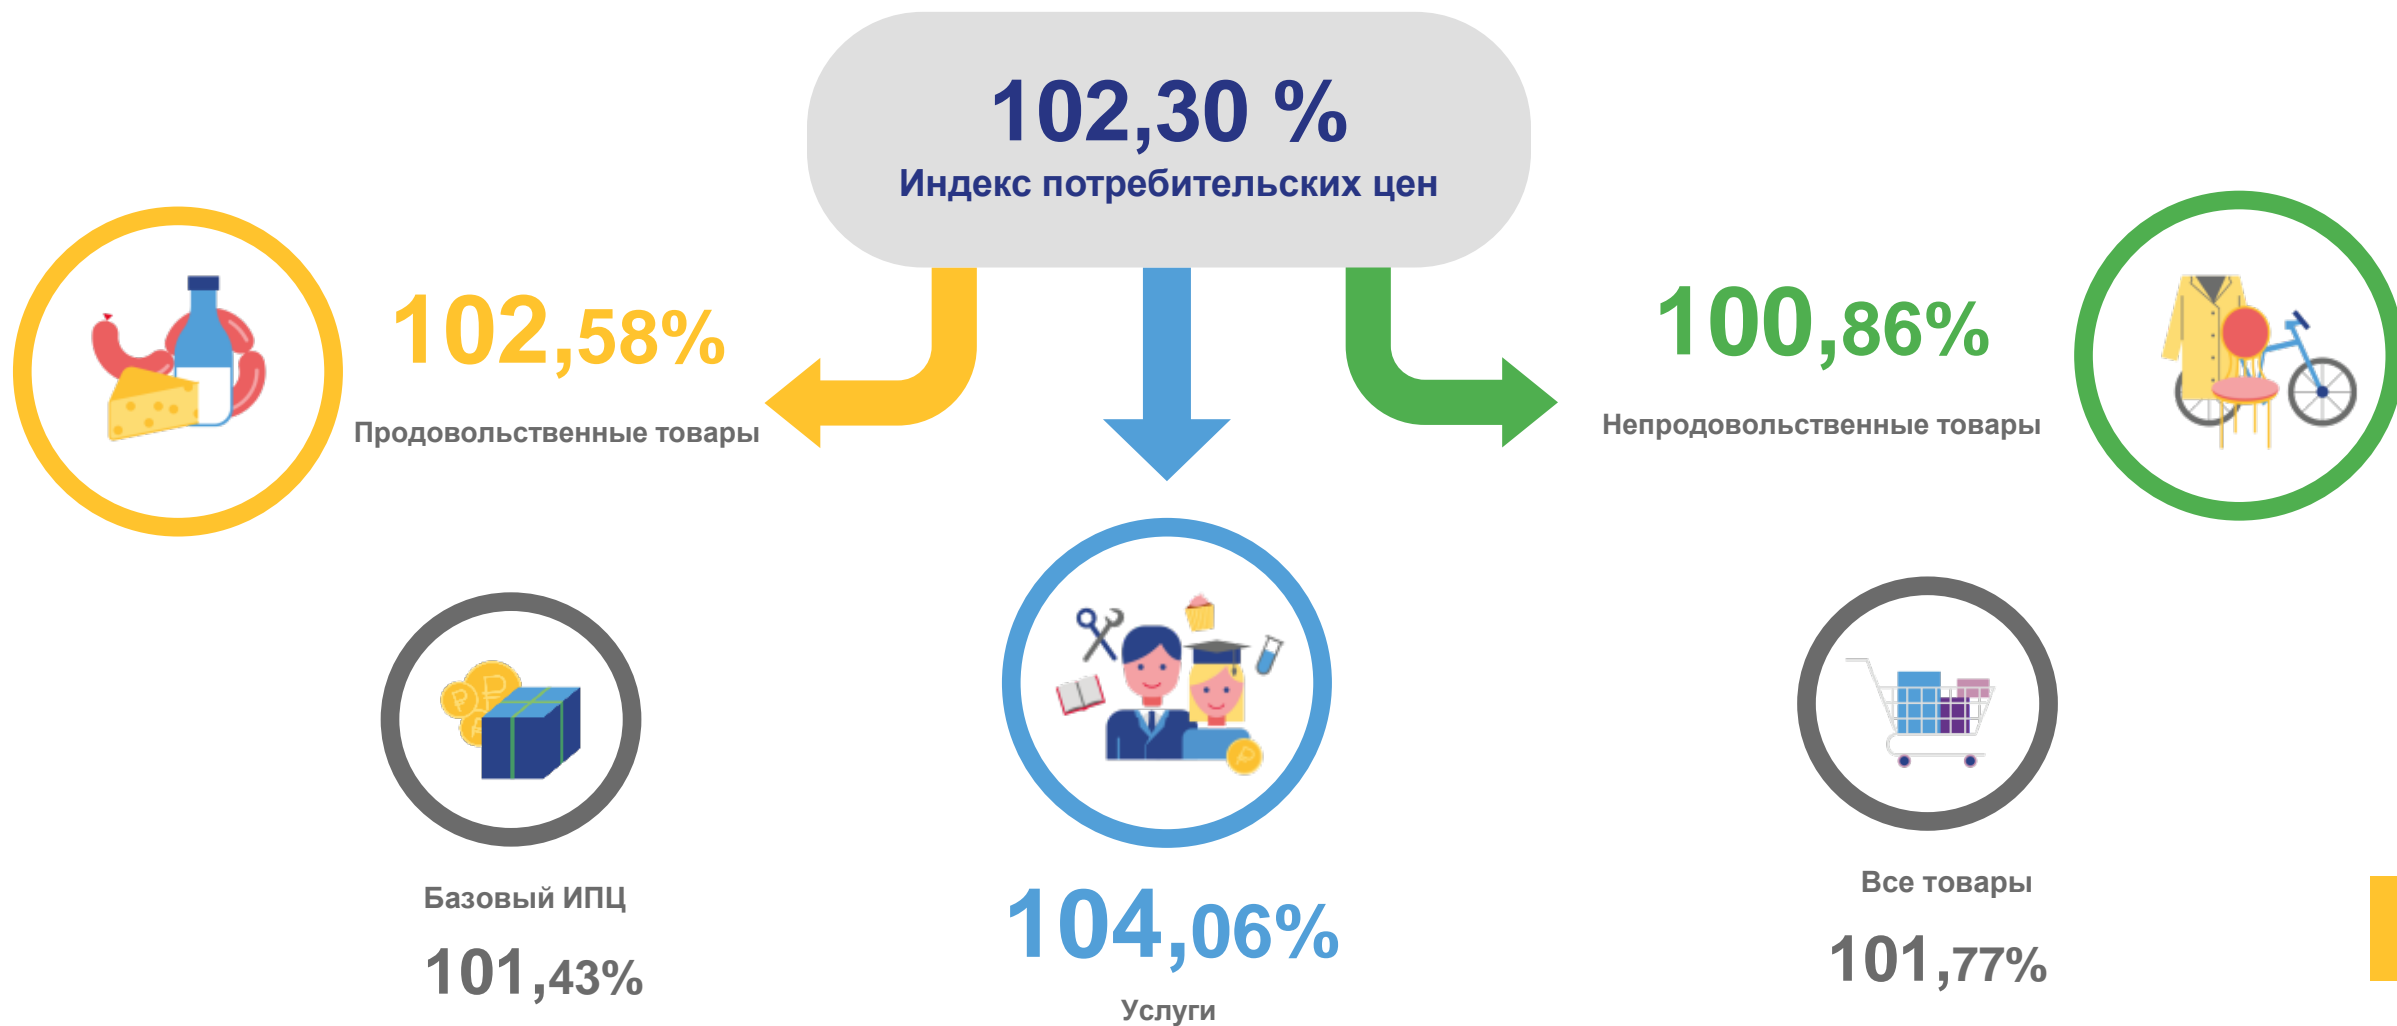 102,30 %
Индекс потребительских цен
102,58%
Продовольственные товары
100,86%
Непродовольственные товары
Базовый ИПЦ
101,43%
104,06%
Услуги
Все товары
101,77%